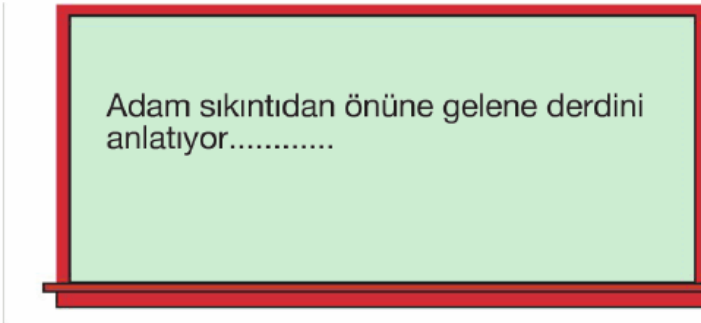 Adam sıkıntıdan önüne gelene derdini
anlatıyor............